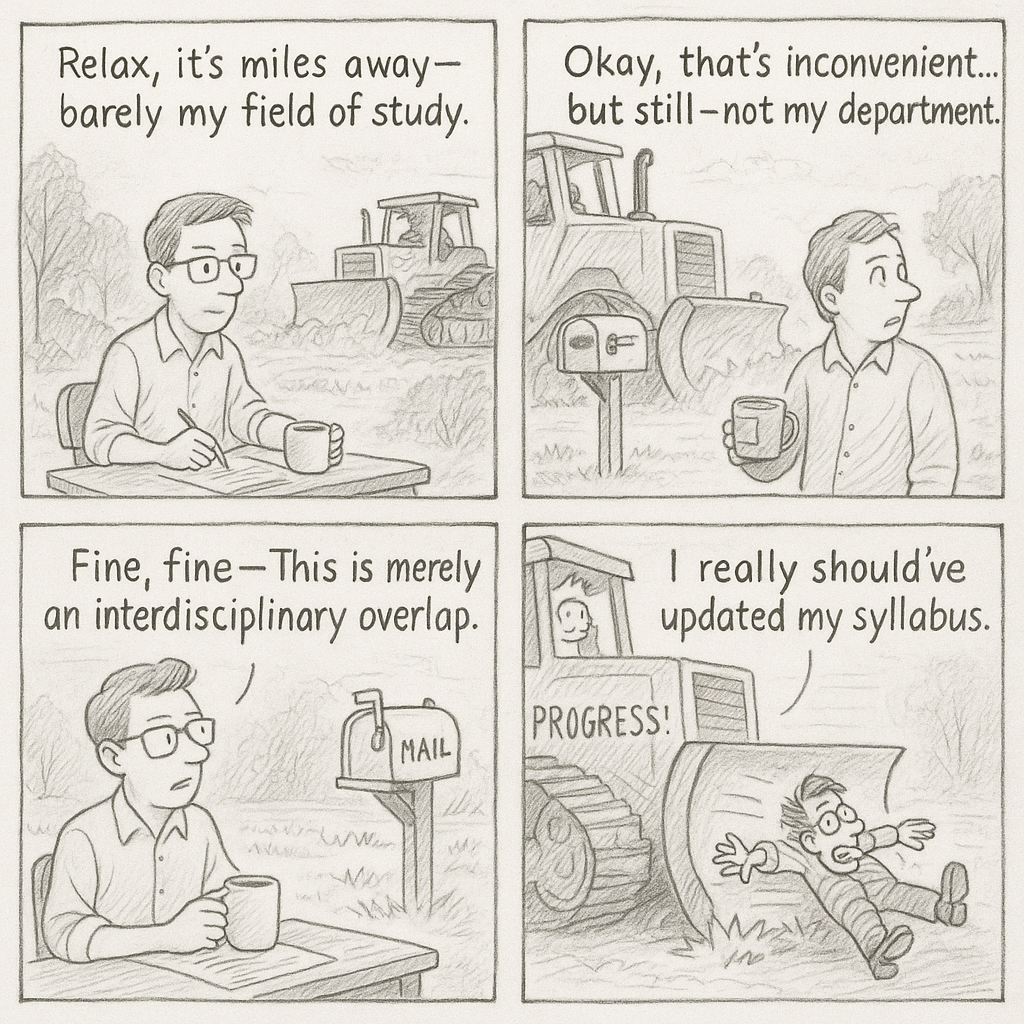 Relax, it's miles away—
barely my field of study.
Okay, that's inconvenient...
but still—not my department.
Fine, fine—This is merely
an interdisciplinary overlap.
MAIL
I really should've
updated my syllabus.
PROGRESS!